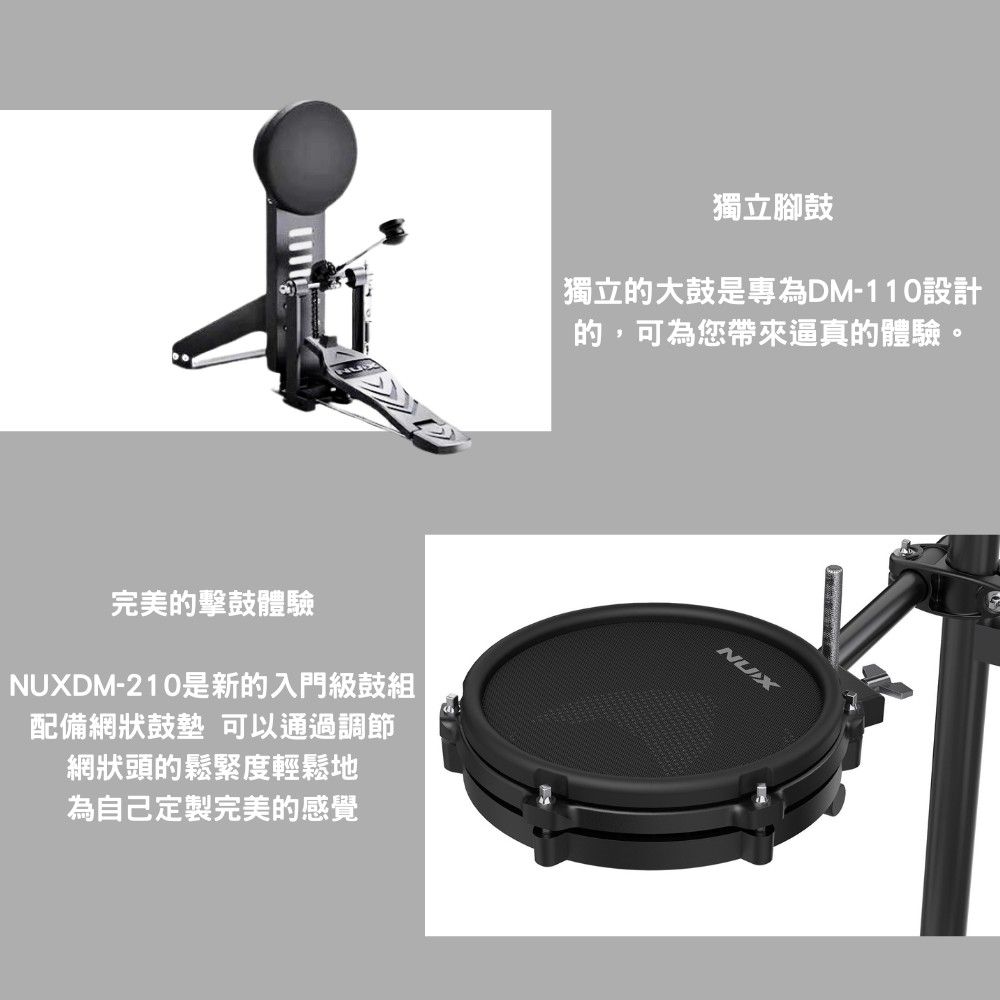 獨立腳鼓
獨立的大鼓是專為DM-110設計
的，可為您帶來逼真的體驗。
NUX
完美的擊鼓體驗
NUXDM-210是新的入門級鼓組
配備網狀鼓墊 可以通過調節
網狀頭的鬆緊度輕鬆地
為自己定製完美的感覺
NUX